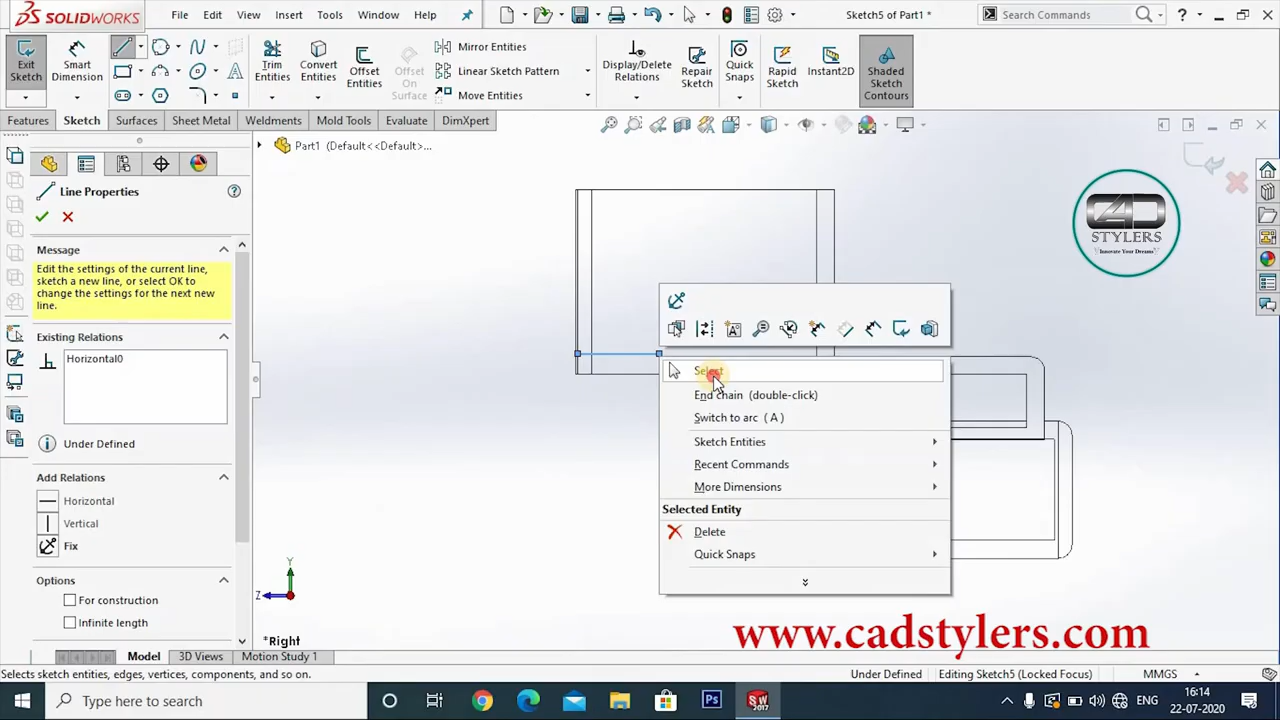 SOLIDWORKS
File
Edit
View
Insert
Tools
Window
Help
Sketch5 of Part1 *
Search Commands
Exit Sketch
Smart Dimension
Trim Entities
Convert Entities
Offset Entities
Offset On Surface
Mirror Entities
Linear Sketch Pattern
Move Entities
Display/Delete Relations
Repair Sketch
Quick Snaps
Rapid Sketch
Instant2D
Shaded Sketch Contours
Features
Sketch
Surfaces
Sheet Metal
Weldments
Mold Tools
Evaluate
DimXpert
Part1 (Default<<Default>...
Line Properties
Message
Edit the settings of the current line,
sketch a new line, or select OK to
change the settings for the next new
line.
Existing Relations
Horizontal0
Under Defined
Add Relations
Horizontal
Vertical
Fix
Options
For construction
Infinite length
CAD
STYLERS
Innovate Your Dreams
Select
End chain (double-click)
Switch to arc ( A )
Sketch Entities
Recent Commands
More Dimensions
Selected Entity
Delete
Quick Snaps
Y
Z
*Right
www.cadstylers.com
Model
3D Views
Motion Study 1
Selects sketch entities, edges, vertices, components, and so on.
Under Defined
Editing Sketch5 (Locked Focus)
MMGS
Type here to search
Ps
SW
2017
ENG
16:14
22-07-2020